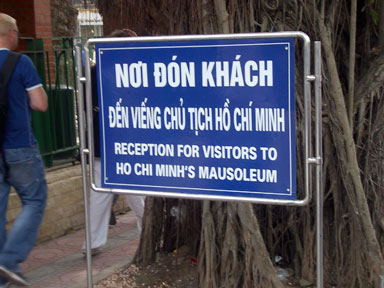 NƠI ĐÓN KHÁCH
ĐẾN VIẾNG CHỦ TỊCH HỒ CHÍ MINH
RECEPTION FOR VISITORS TO
HO CHI MINH'S MAUSOLEUM